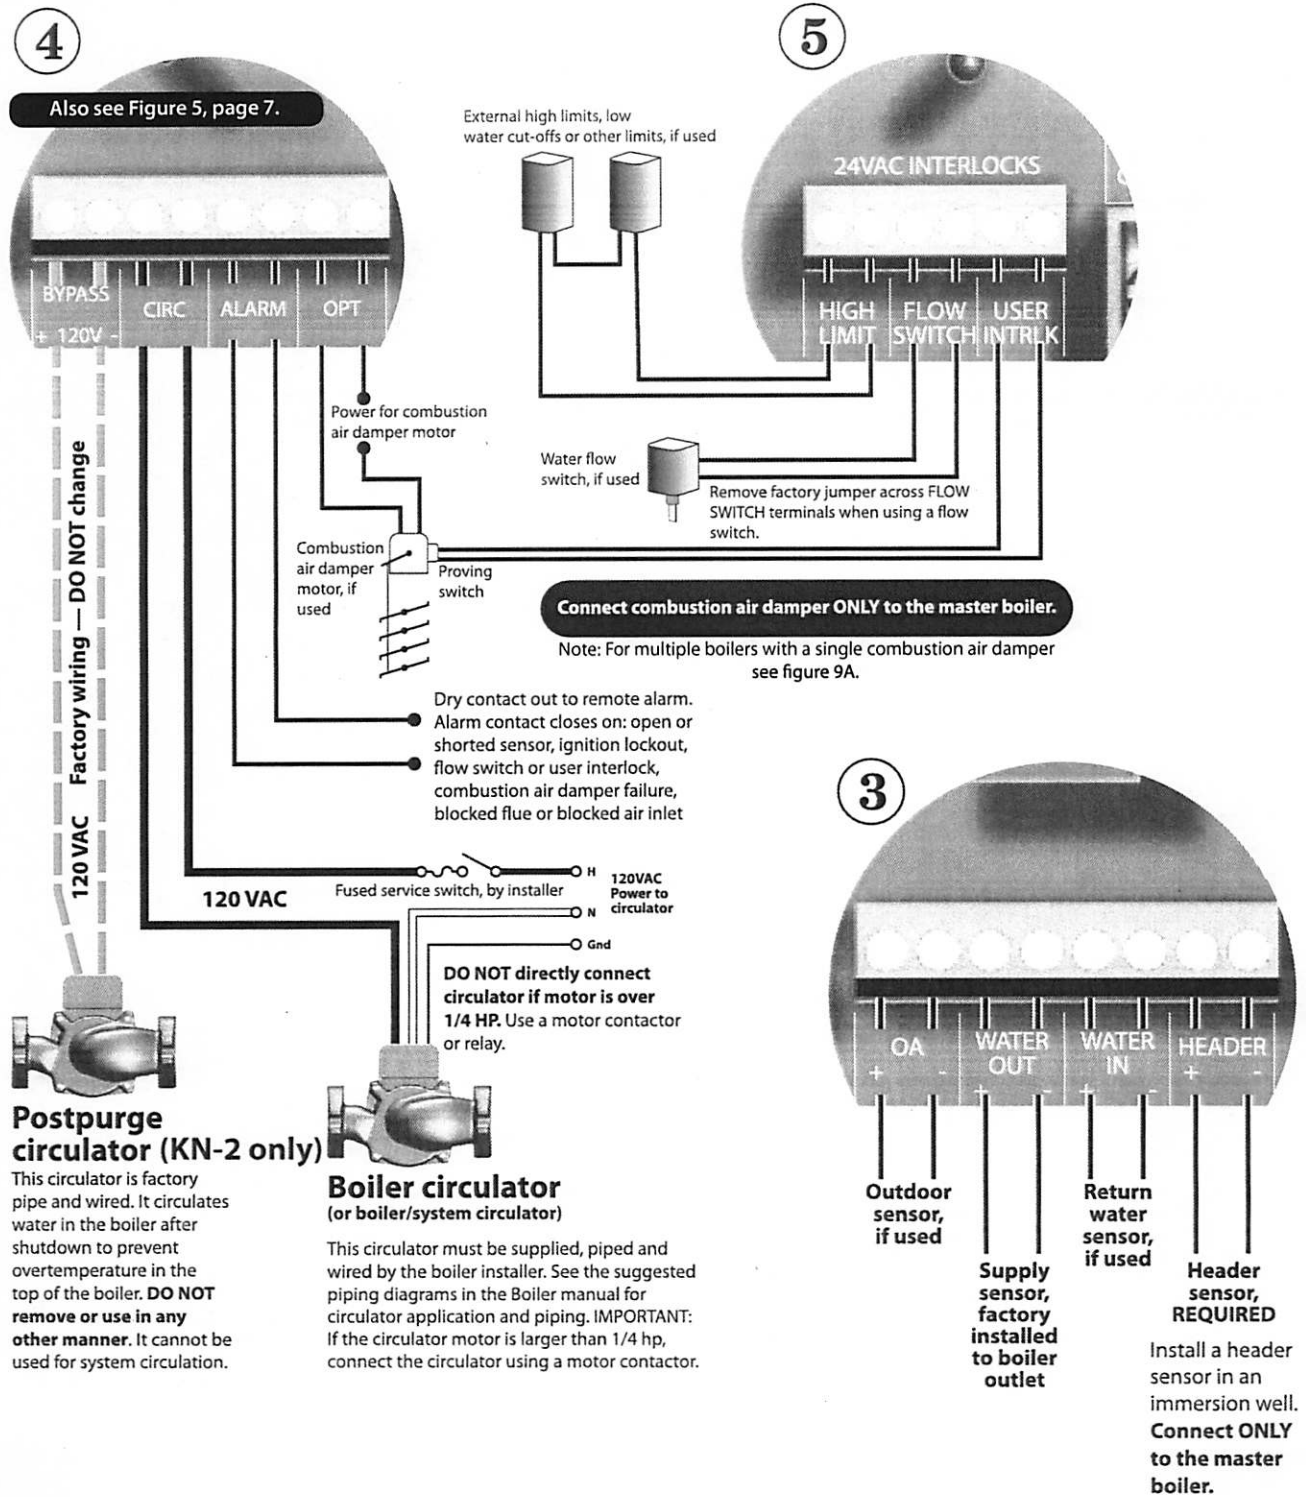 4
Also see Figure 5, page 7.
BYPASS
+ 120V -
CIRC
ALARM
OPT
Power for combustion
air damper motor
Combustion
air damper
motor, if
used
Proving
switch
120 VAC Factory wiring — DO NOT change
Dry contact out to remote alarm.
Alarm contact closes on: open or
shorted sensor, ignition lockout,
flow switch or user interlock,
combustion air damper failure,
blocked flue or blocked air inlet
120 VAC
Fused service switch, by installer
H
N
Gnd
120VAC
Power to
circulator
DO NOT directly connect
circulator if motor is over
1/4 HP. Use a motor contactor
or relay.
Postpurge
circulator (KN-2 only)
This circulator is factory
pipe and wired. It circulates
water in the boiler after
shutdown to prevent
overtemperature in the
top of the boiler. DO NOT
remove or use in any
other manner. It cannot be
used for system circulation.
Boiler circulator
(or boiler/system circulator)
This circulator must be supplied, piped and
wired by the boiler installer. See the suggested
piping diagrams in the Boiler manual for
circulator application and piping. IMPORTANT:
If the circulator motor is larger than 1/4 hp,
connect the circulator using a motor contactor.
5
External high limits, low
water cut-offs or other limits, if used
24VAC INTERLOCKS
HIGH
LIMIT
FLOW
SWITCH
USER
INTRLK
Water flow
switch, if used
Remove factory jumper across FLOW
SWITCH terminals when using a flow
switch.
Connect combustion air damper ONLY to the master boiler.
Note: For multiple boilers with a single combustion air damper
see figure 9A.
3
OA
+ -
WATER
OUT
+ -
WATER
IN
+ -
HEADER
+ -
Outdoor
sensor,
if used
Supply
sensor,
factory
installed
to boiler
outlet
Return
water
sensor,
if used
Header
sensor,
REQUIRED
Install a header
sensor in an
immersion well.
Connect ONLY
to the master
boiler.